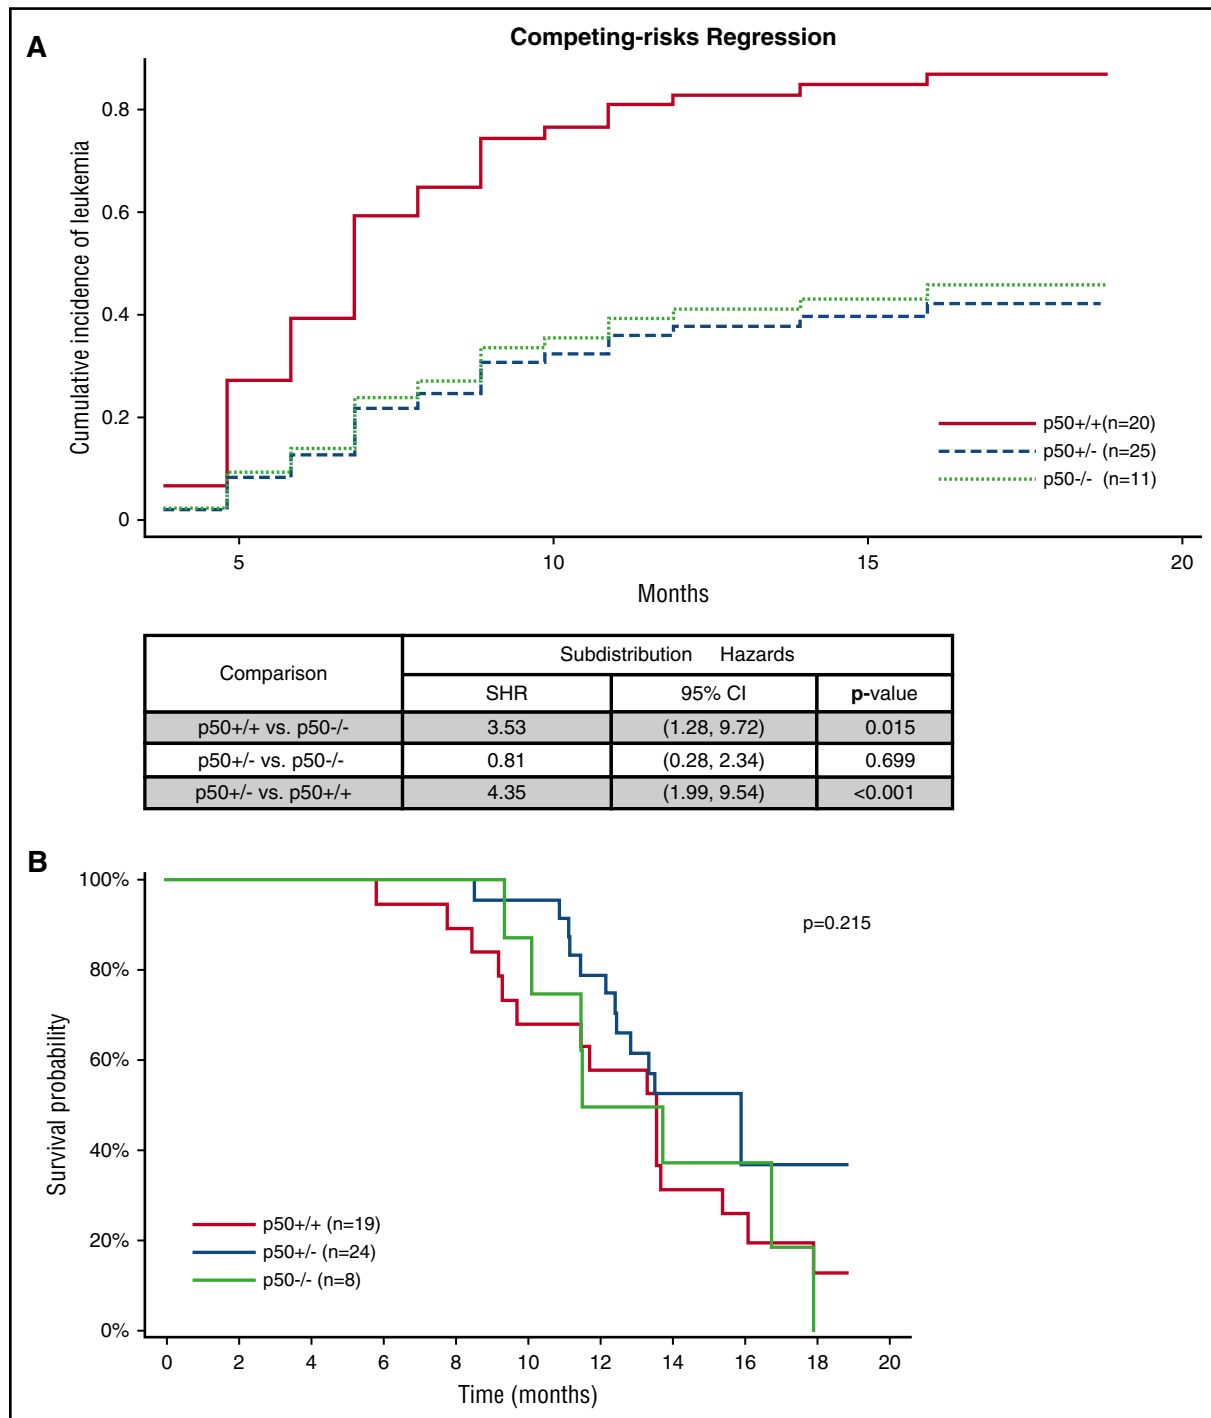 A
Competing-risks Regression
Cumulative incidence of leukemia
0.8
0.6
0.4
0.2
0
p50+/+(n=20)
p50+/- (n=25)
p50-/- (n=11)
5 10 15 20
Months
Comparison Subdistribution Hazards
SHR 95% CI p-value
p50+/+ vs. p50-/- 3.53 (1.28, 9.72) 0.015
p50+/- vs. p50-/- 0.81 (0.28, 2.34) 0.699
p50+/- vs. p50+/+ 4.35 (1.99, 9.54) <0.001
B
Survival probability
100%
80%
60%
40%
20%
0%
p=0.215
p50+/+ (n=19)
p50+/- (n=24)
p50-/- (n=8)
0 2 4 6 8 10 12 14 16 18 20
Time (months)